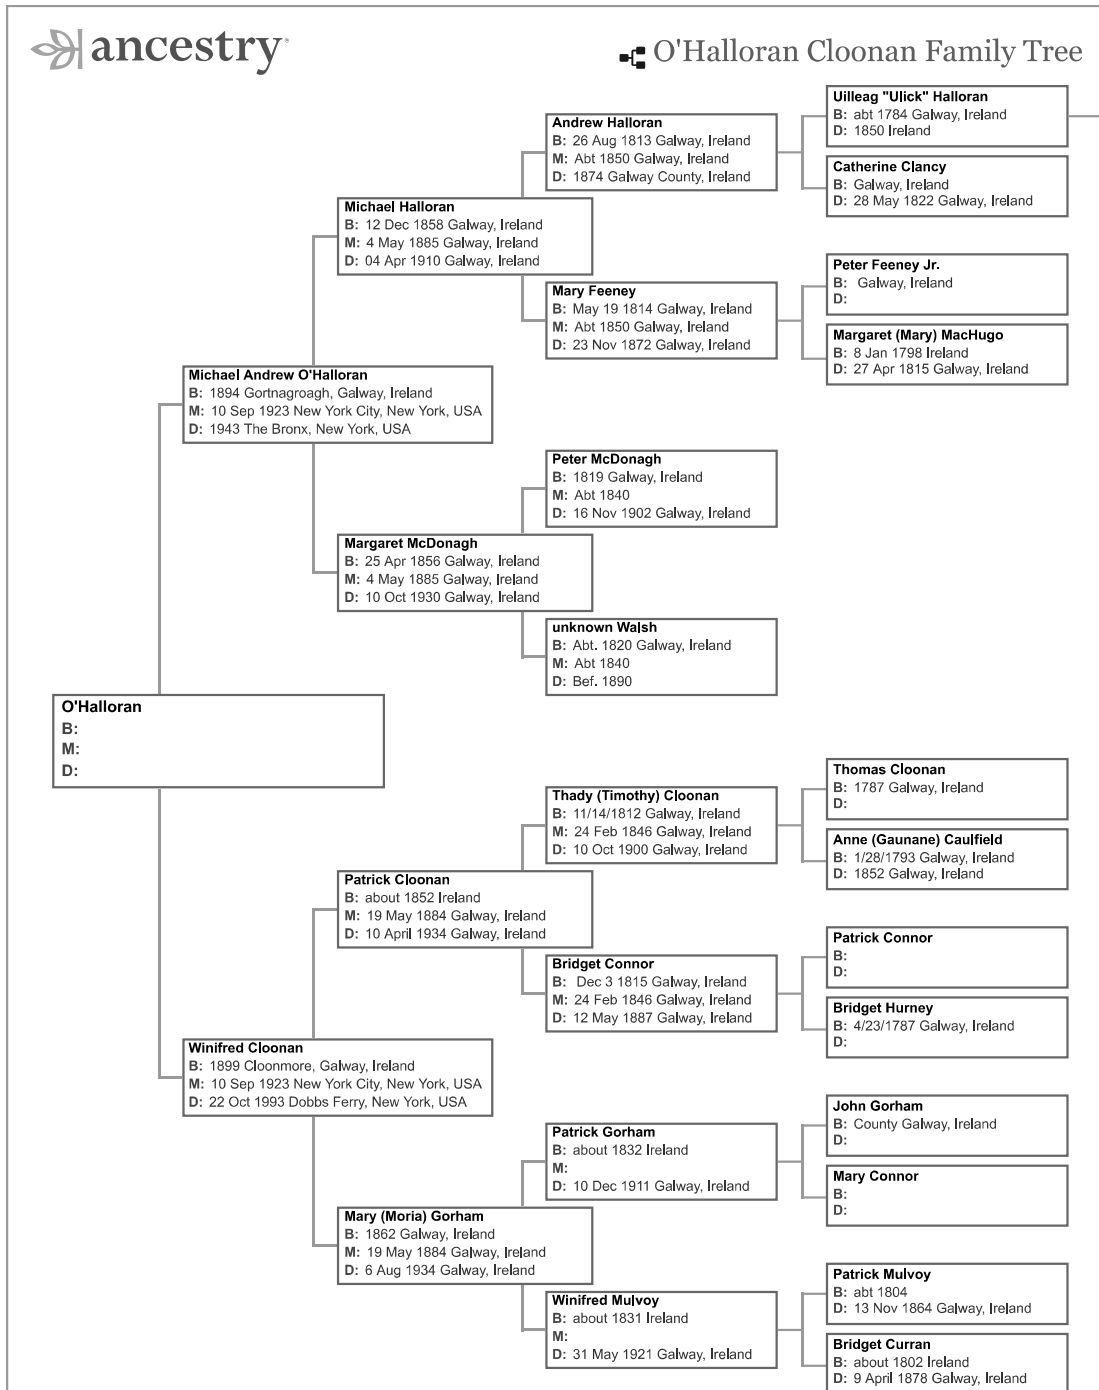 ancestry
O'Halloran Cloonan Family Tree
Uilleag "Ulick" Halloran
B: abt 1784 Galway, Ireland
D: 1850 Ireland
Andrew Halloran
B: 26 Aug 1813 Galway, Ireland
M: Abt 1850 Galway, Ireland
D: 1874 Galway County, Ireland
Catherine Clancy
B: Galway, Ireland
D: 28 May 1822 Galway, Ireland
Michael Halloran
B: 12 Dec 1858 Galway, Ireland
M: 4 May 1885 Galway, Ireland
D: 04 Apr 1910 Galway, Ireland
Peter Feeney Jr.
B: Galway, Ireland
D:
Mary Feeney
B: May 19 1814 Galway, Ireland
M: Abt 1850 Galway, Ireland
D: 23 Nov 1872 Galway, Ireland
Margaret (Mary) MacHugo
B: 8 Jan 1798 Ireland
D: 27 Apr 1815 Galway, Ireland
Michael Andrew O'Halloran
B: 1894 Gortnagroagh, Galway, Ireland
M: 10 Sep 1923 New York City, New York, USA
D: 1943 The Bronx, New York, USA
Peter McDonagh
B: 1819 Galway, Ireland
M: Abt 1840
D: 16 Nov 1902 Galway, Ireland
Margaret McDonagh
B: 25 Apr 1856 Galway, Ireland
M: 4 May 1885 Galway, Ireland
D: 10 Oct 1930 Galway, Ireland
unknown Walsh
B: Abt. 1820 Galway, Ireland
M: Abt 1840
D: Bef. 1890
O'Halloran
B:
M:
D:
Thomas Cloonan
B: 1787 Galway, Ireland
D:
Thady (Timothy) Cloonan
B: 11/14/1812 Galway, Ireland
M: 24 Feb 1846 Galway, Ireland
D: 10 Oct 1900 Galway, Ireland
Anne (Gaunane) Caulfield
B: 1/28/1793 Galway, Ireland
D: 1852 Galway, Ireland
Patrick Cloonan
B: about 1852 Ireland
M: 19 May 1884 Galway, Ireland
D: 10 April 1934 Galway, Ireland
Patrick Connor
B:
D:
Bridget Connor
B: Dec 3 1815 Galway, Ireland
M: 24 Feb 1846 Galway, Ireland
D: 12 May 1887 Galway, Ireland
Bridget Hurney
B: 4/23/1787 Galway, Ireland
D:
Winifred Cloonan
B: 1899 Cloonmore, Galway, Ireland
M: 10 Sep 1923 New York City, New York, USA
D: 22 Oct 1993 Dobbs Ferry, New York, USA
John Gorham
B: County Galway, Ireland
D:
Patrick Gorham
B: about 1832 Ireland
M:
D: 10 Dec 1911 Galway, Ireland
Mary Connor
B:
D:
Mary (Moria) Gorham
B: 1862 Galway, Ireland
M: 19 May 1884 Galway, Ireland
D: 6 Aug 1934 Galway, Ireland
Patrick Mulvoy
B: abt 1804
D: 13 Nov 1864 Galway, Ireland
Winifred Mulvoy
B: about 1831 Ireland
M:
D: 31 May 1921 Galway, Ireland
Bridget Curran
B: about 1802 Ireland
D: 9 April 1878 Galway, Ireland